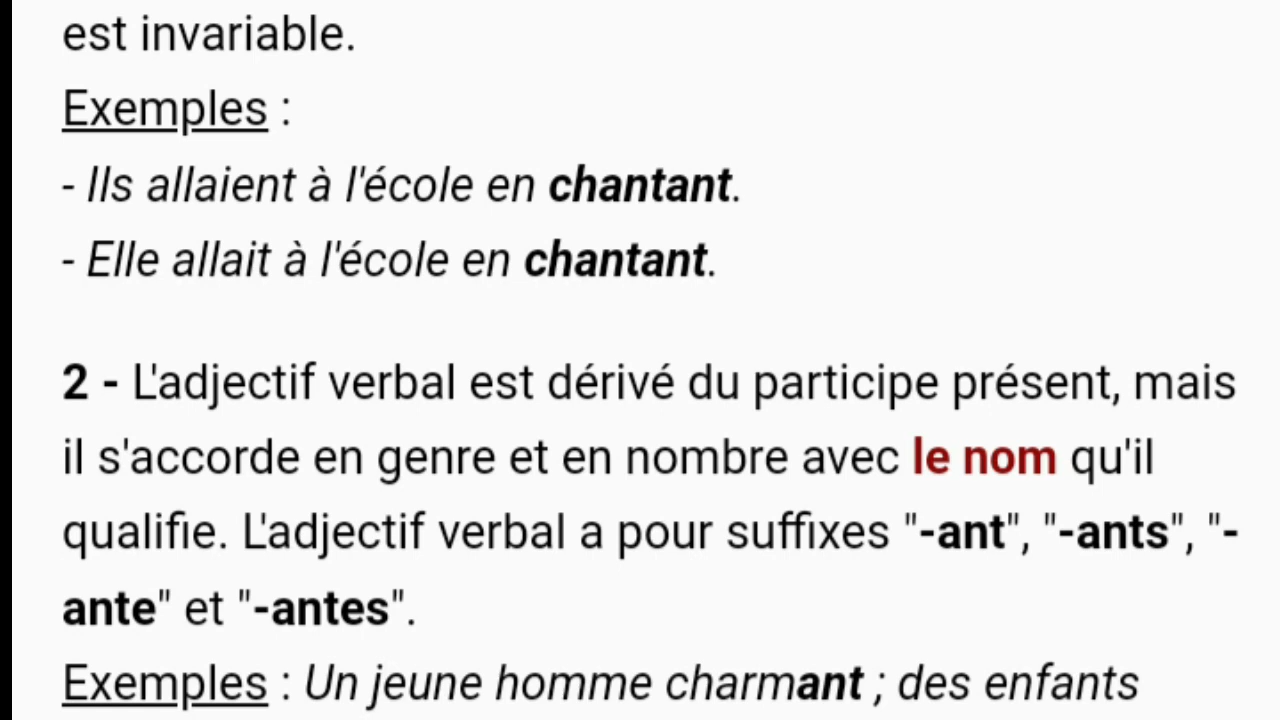 est invariable.
Exemples :
- Ils allaient à l'école en chantant.
- Elle allait à l'école en chantant.
2 - L'adjectif verbal est dérivé du participe présent, mais
il s'accorde en genre et en nombre avec le nom qu'il
qualifie. L'adjectif verbal a pour suffixes "-ant", "-ants", "-
ante" et "-antes".
Exemples : Un jeune homme charmant ; des enfants